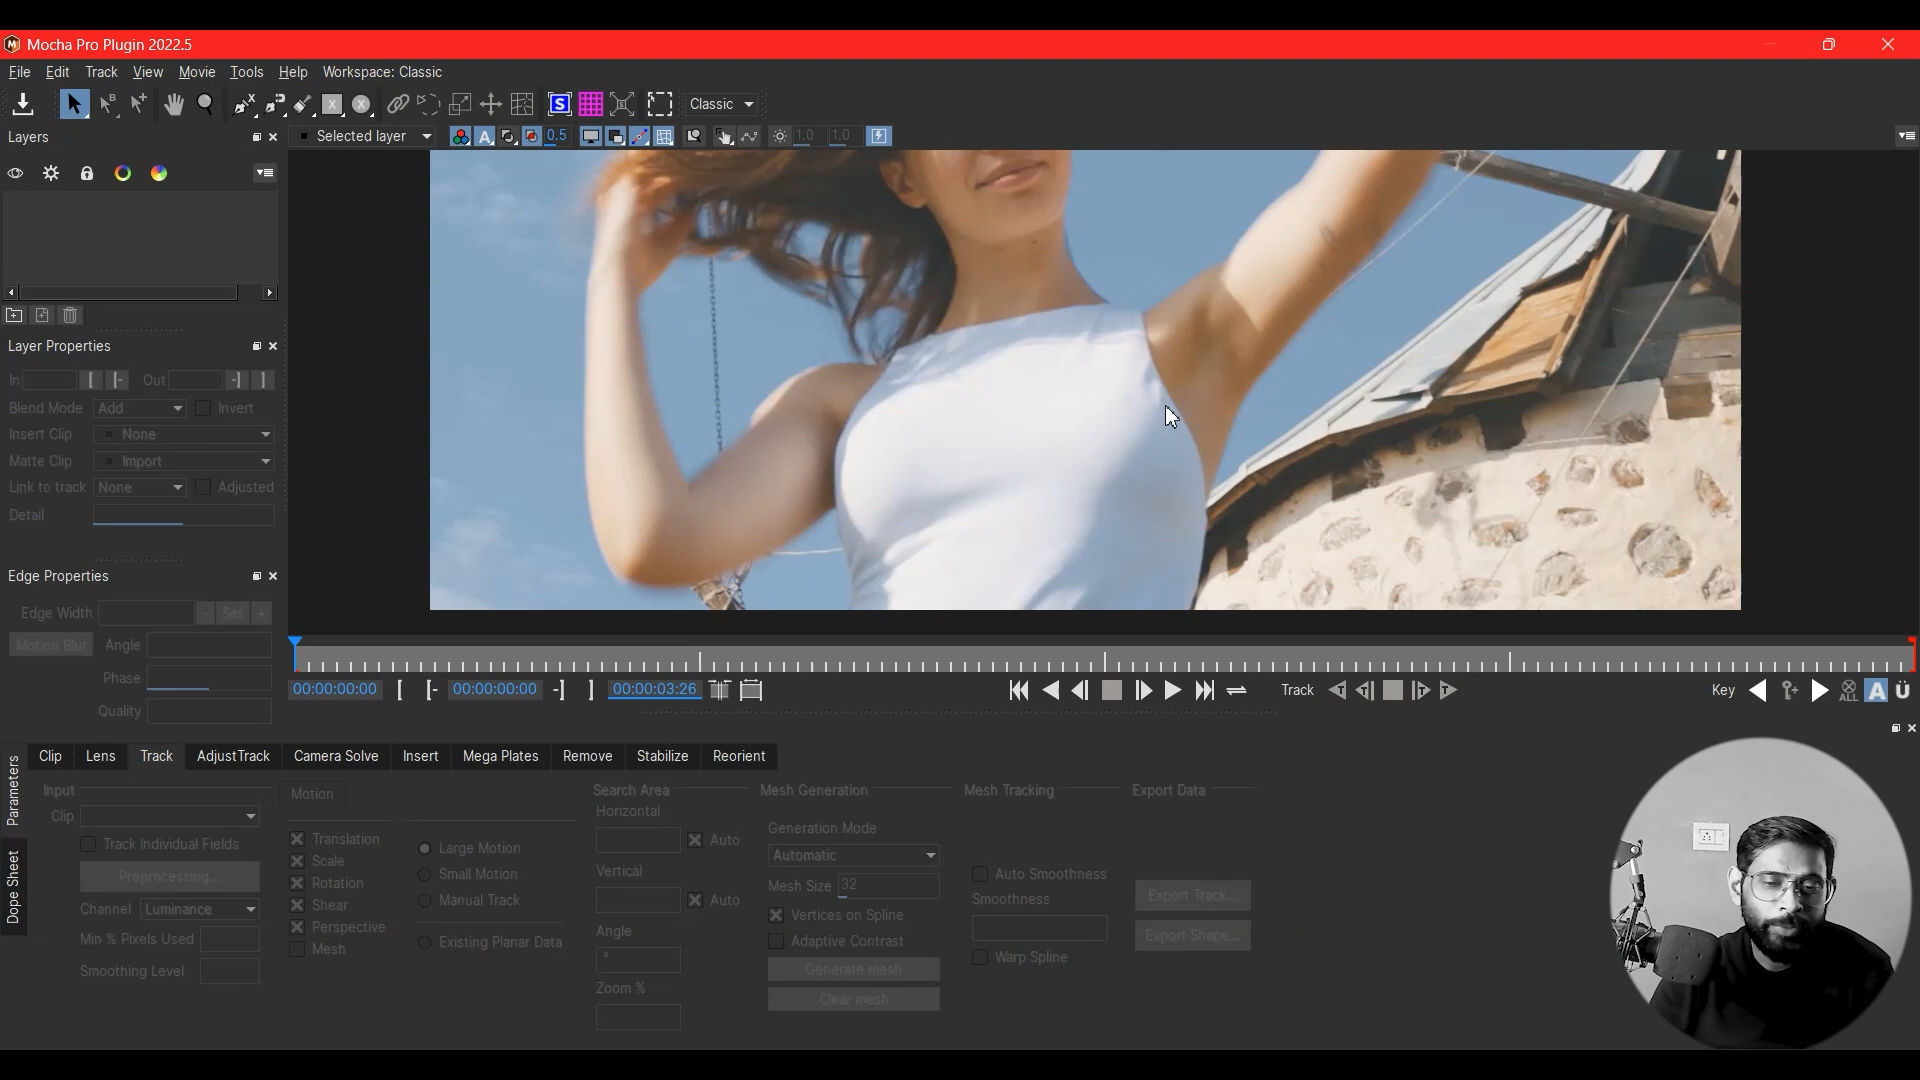 Mocha Pro Plugin 2022.5
File Edit Track View Movie Tools Help Workspace: Classic
Classic
Layers
Selected layer
A 0.5 1.0 1.0
Layer Properties
In Out
Blend Mode Add Invert
Insert Clip None
Matte Clip Import
Link to track None Adjusted
Detail
Edge Properties
Edge Width - Set +
Motion Blur Angle
Phase
Quality
00:00:00:00 00:00:00:00 00:00:03:26 Track Key ALL A Ü
Parameters
Dope Sheet
Clip Lens Track AdjustTrack Camera Solve Insert Mega Plates Remove Stabilize Reorient
Input
Clip
Track Individual Fields
Preprocessing...
Channel Luminance
Min % Pixels Used
Smoothing Level
Motion
Translation
Scale
Rotation
Shear
Perspective
Mesh
Large Motion
Small Motion
Manual Track
Existing Planar Data
Search Area
Horizontal
Auto
Vertical
Auto
Angle
°
Zoom %
Mesh Generation
Generation Mode
Automatic
Mesh Size 32
Vertices on Spline
Adaptive Contrast
Generate mesh
Clear mesh
Mesh Tracking
Auto Smoothness
Smoothness
Warp Spline
Export Data
Export Track...
Export Shape...